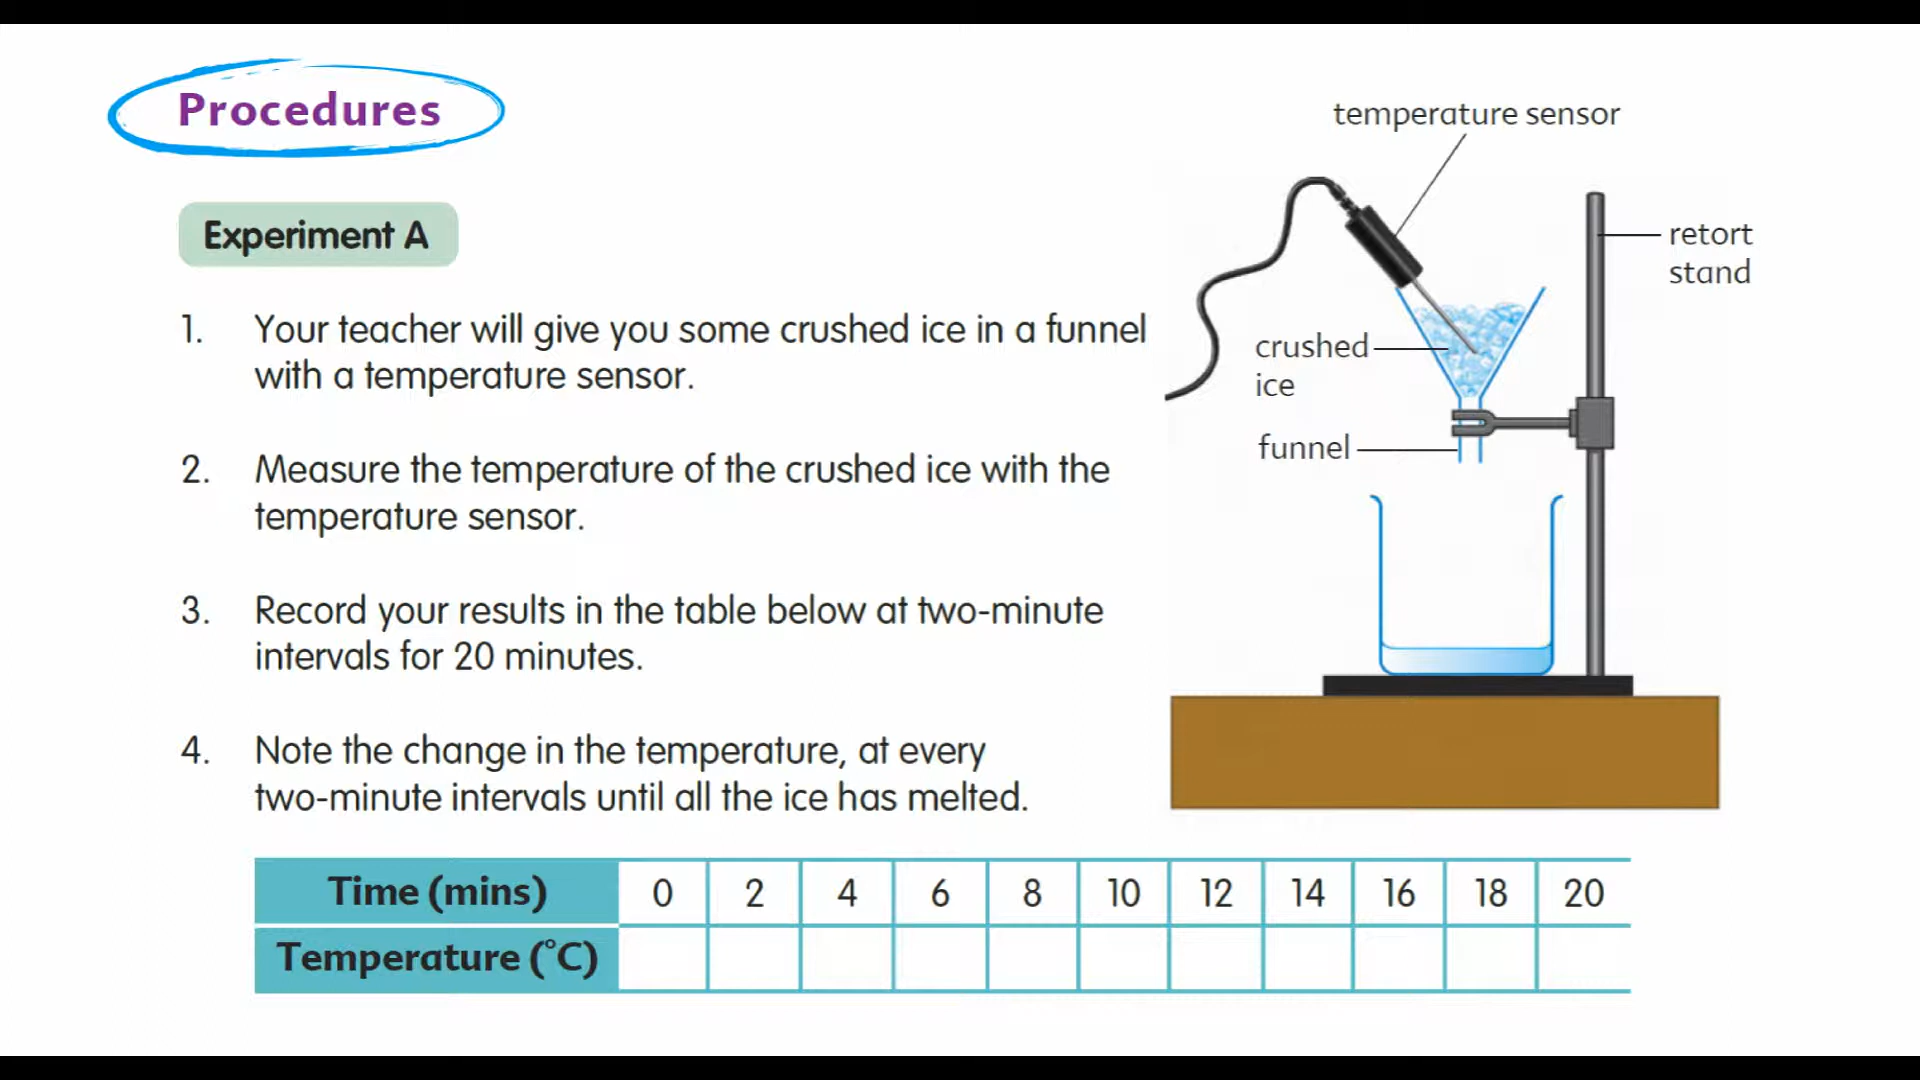 Procedures
Experiment A
1. Your teacher will give you some crushed ice in a funnel
with a temperature sensor.
2. Measure the temperature of the crushed ice with the
temperature sensor.
3. Record your results in the table below at two-minute
intervals for 20 minutes.
4. Note the change in the temperature, at every
two-minute intervals until all the ice has melted.
temperature sensor
retort
stand
crushed
ice
funnel
Time (mins) 0 2 4 6 8 10 12 14 16 18 20
Temperature (°C)